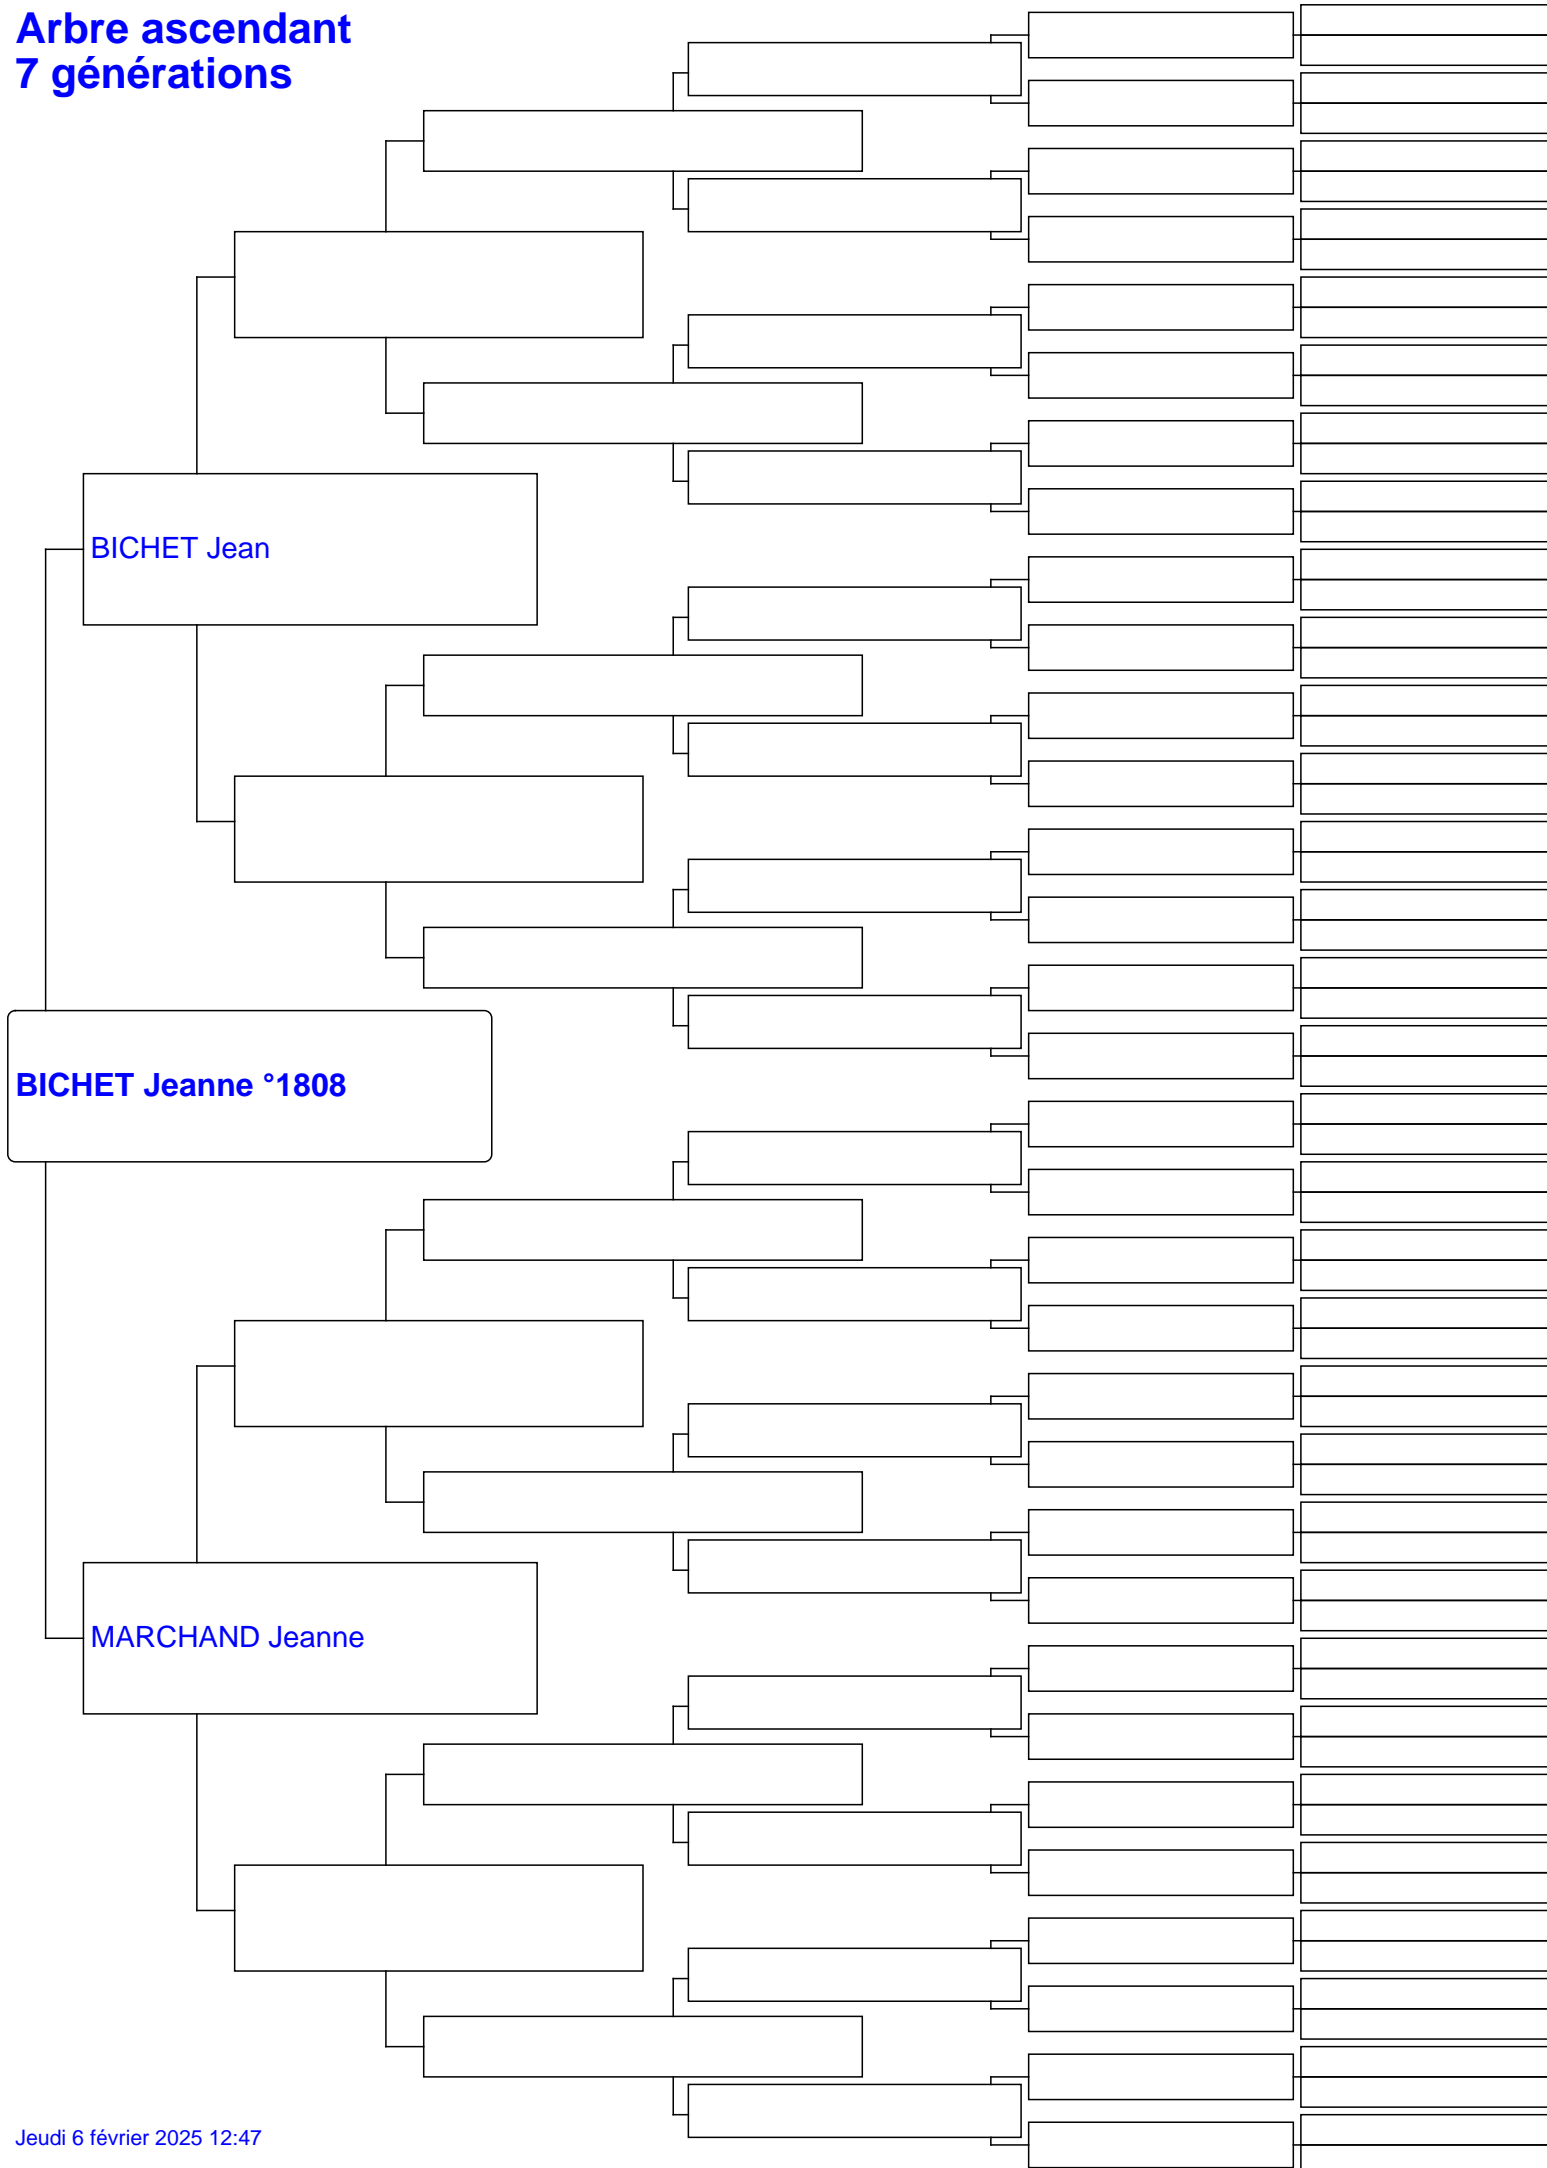 Arbre ascendant
7 générations
BICHET Jean
BICHET Jeanne °1808
MARCHAND Jeanne
Jeudi 6 février 2025 12:47